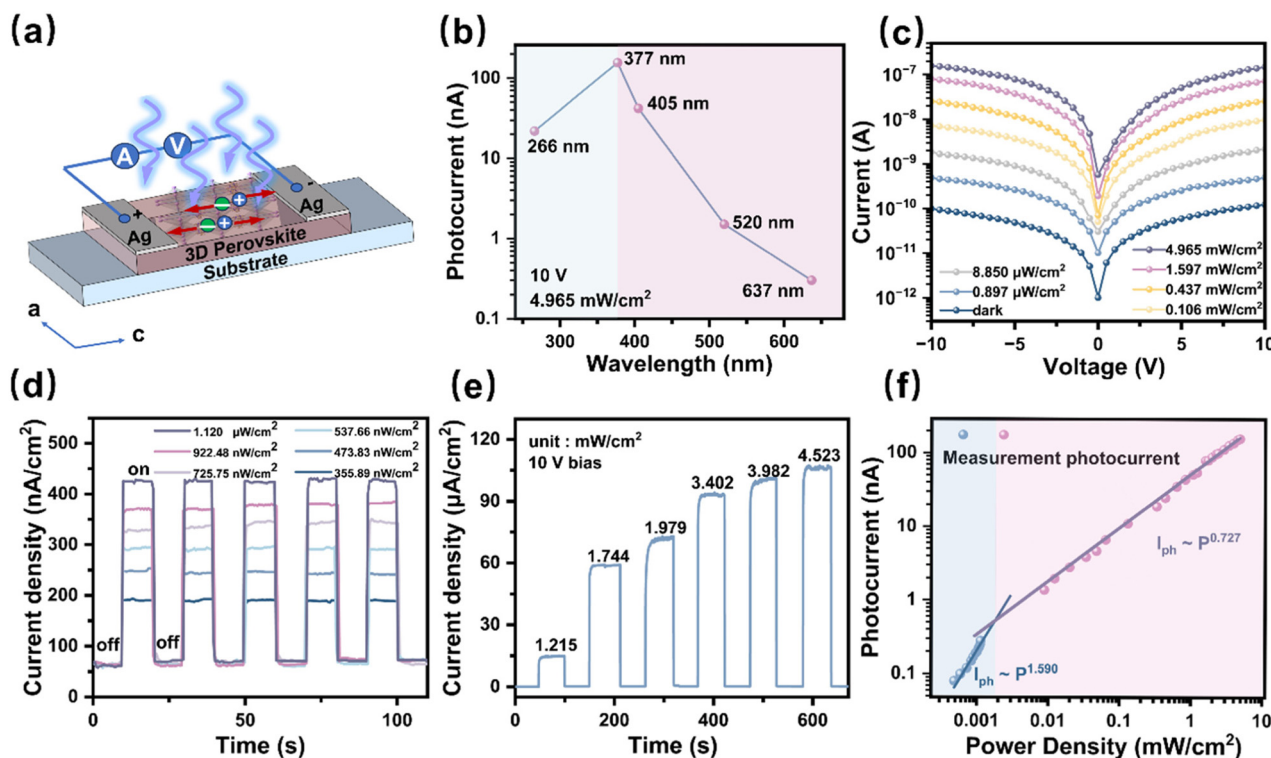 (a)
A
V
+
-
Ag
Ag
3D Perovskite
Substrate
a
c
(b)
Photocurrent (nA)
100
10
1
0.1
377 nm
405 nm
266 nm
520 nm
637 nm
10 V
4.965 mW/cm²
300
400
500
600
Wavelength (nm)
(c)
Current (A)
10⁻⁷
10⁻⁸
10⁻⁹
10⁻¹⁰
10⁻¹¹
10⁻¹²
8.850 μW/cm²
0.897 μW/cm²
dark
4.965 mW/cm²
1.597 mW/cm²
0.437 mW/cm²
0.106 mW/cm²
−10
−5
0
5
10
Voltage (V)
(d)
Current density (nA/cm²)
500
450
400
350
300
250
200
150
100
50
0
1.120 μW/cm²
922.48 nW/cm²
725.75 nW/cm²
537.66 nW/cm²
473.83 nW/cm²
355.89 nW/cm²
on
off
off
0
50
100
Time (s)
(e)
Current density (μA/cm²)
120
90
60
30
0
unit : mW/cm²
10 V bias
1.215
1.744
1.979
3.402
3.982
4.523
0
200
400
600
Time (s)
(f)
Photocurrent (nA)
100
10
1
0.1
Measurement photocurrent
Iₚₕ ~ P⁰·⁷²⁷
Iₚₕ ~ P¹·⁵⁹⁰
0.001
0.01
0.1
1
10
Power Density (mW/cm²)